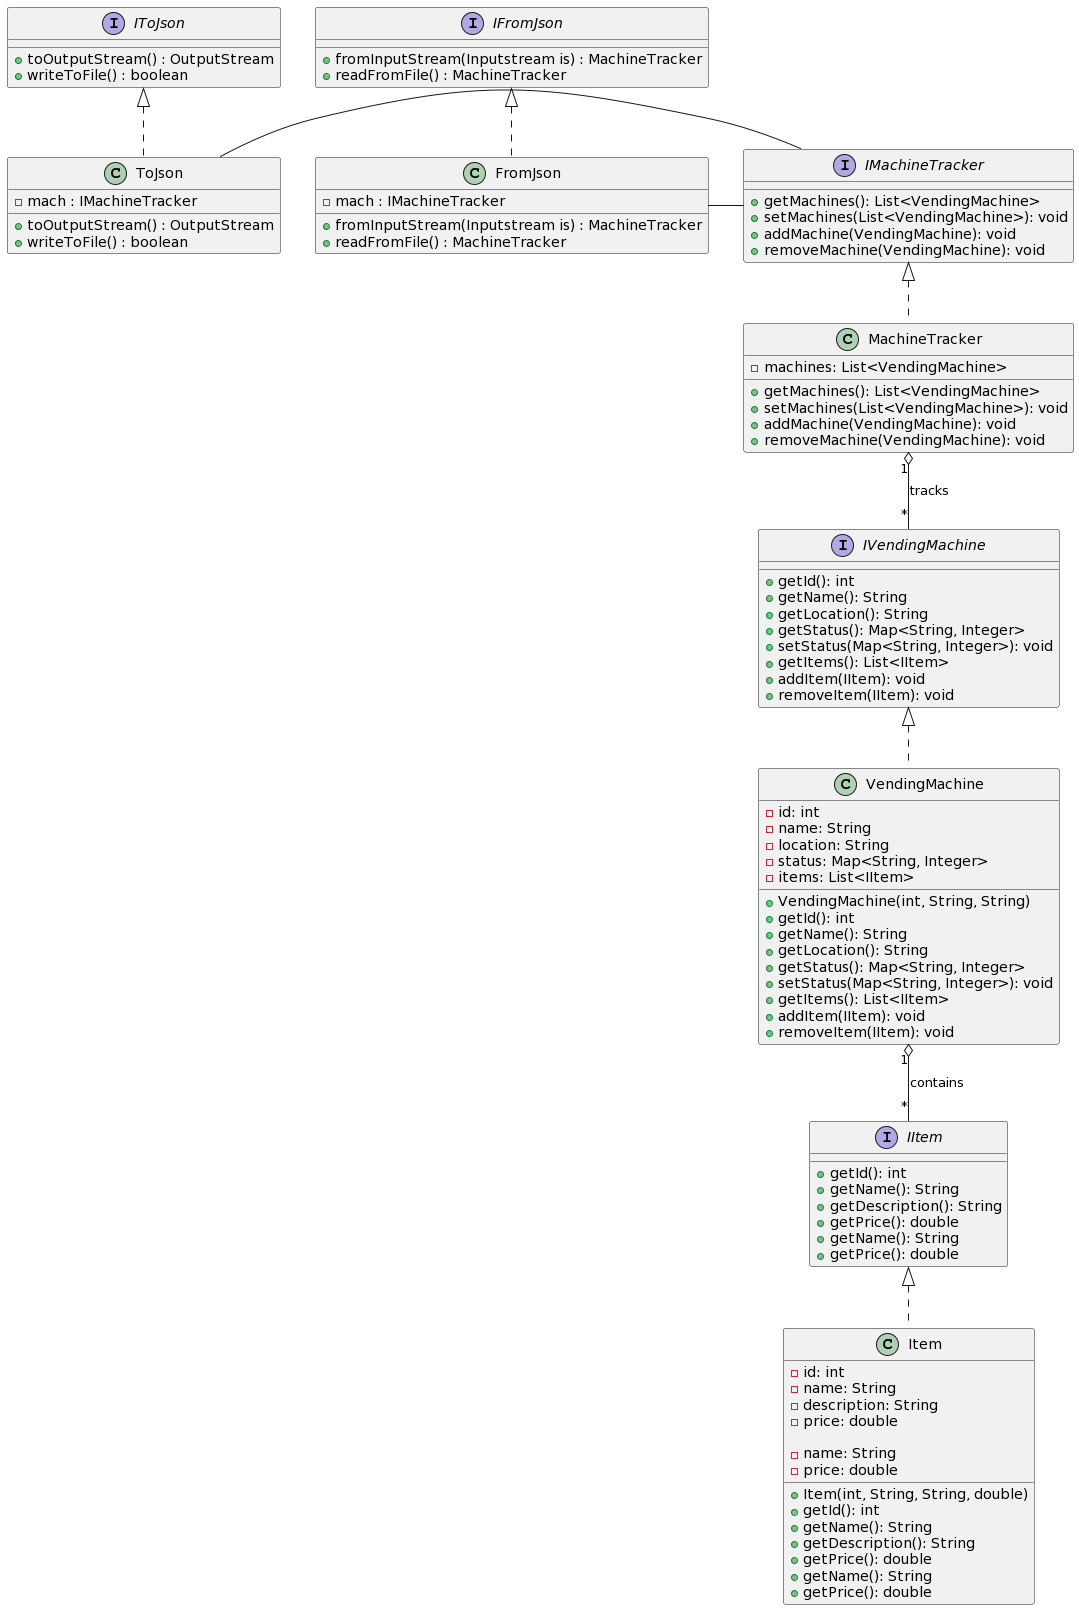 I IToJson
toOutputStream() : OutputStream
writeToFile() : boolean
I IFromJson
fromInputStream(Inputstream is) : MachineTracker
readFromFile() : MachineTracker
C ToJson
mach : IMachineTracker
toOutputStream() : OutputStream
writeToFile() : boolean
C FromJson
mach : IMachineTracker
fromInputStream(Inputstream is) : MachineTracker
readFromFile() : MachineTracker
I IMachineTracker
getMachines(): List<VendingMachine>
setMachines(List<VendingMachine>): void
addMachine(VendingMachine): void
removeMachine(VendingMachine): void
C MachineTracker
machines: List<VendingMachine>
getMachines(): List<VendingMachine>
setMachines(List<VendingMachine>): void
addMachine(VendingMachine): void
removeMachine(VendingMachine): void
1
tracks
*
I IVendingMachine
getId(): int
getName(): String
getLocation(): String
getStatus(): Map<String, Integer>
setStatus(Map<String, Integer>): void
getItems(): List<IItem>
addItem(IItem): void
removeItem(IItem): void
C VendingMachine
id: int
name: String
location: String
status: Map<String, Integer>
items: List<IItem>
VendingMachine(int, String, String)
getId(): int
getName(): String
getLocation(): String
getStatus(): Map<String, Integer>
setStatus(Map<String, Integer>): void
getItems(): List<IItem>
addItem(IItem): void
removeItem(IItem): void
1
contains
*
I IItem
getId(): int
getName(): String
getDescription(): String
getPrice(): double
getName(): String
getPrice(): double
C Item
id: int
name: String
description: String
price: double
name: String
price: double
Item(int, String, String, double)
getId(): int
getName(): String
getDescription(): String
getPrice(): double
getName(): String
getPrice(): double